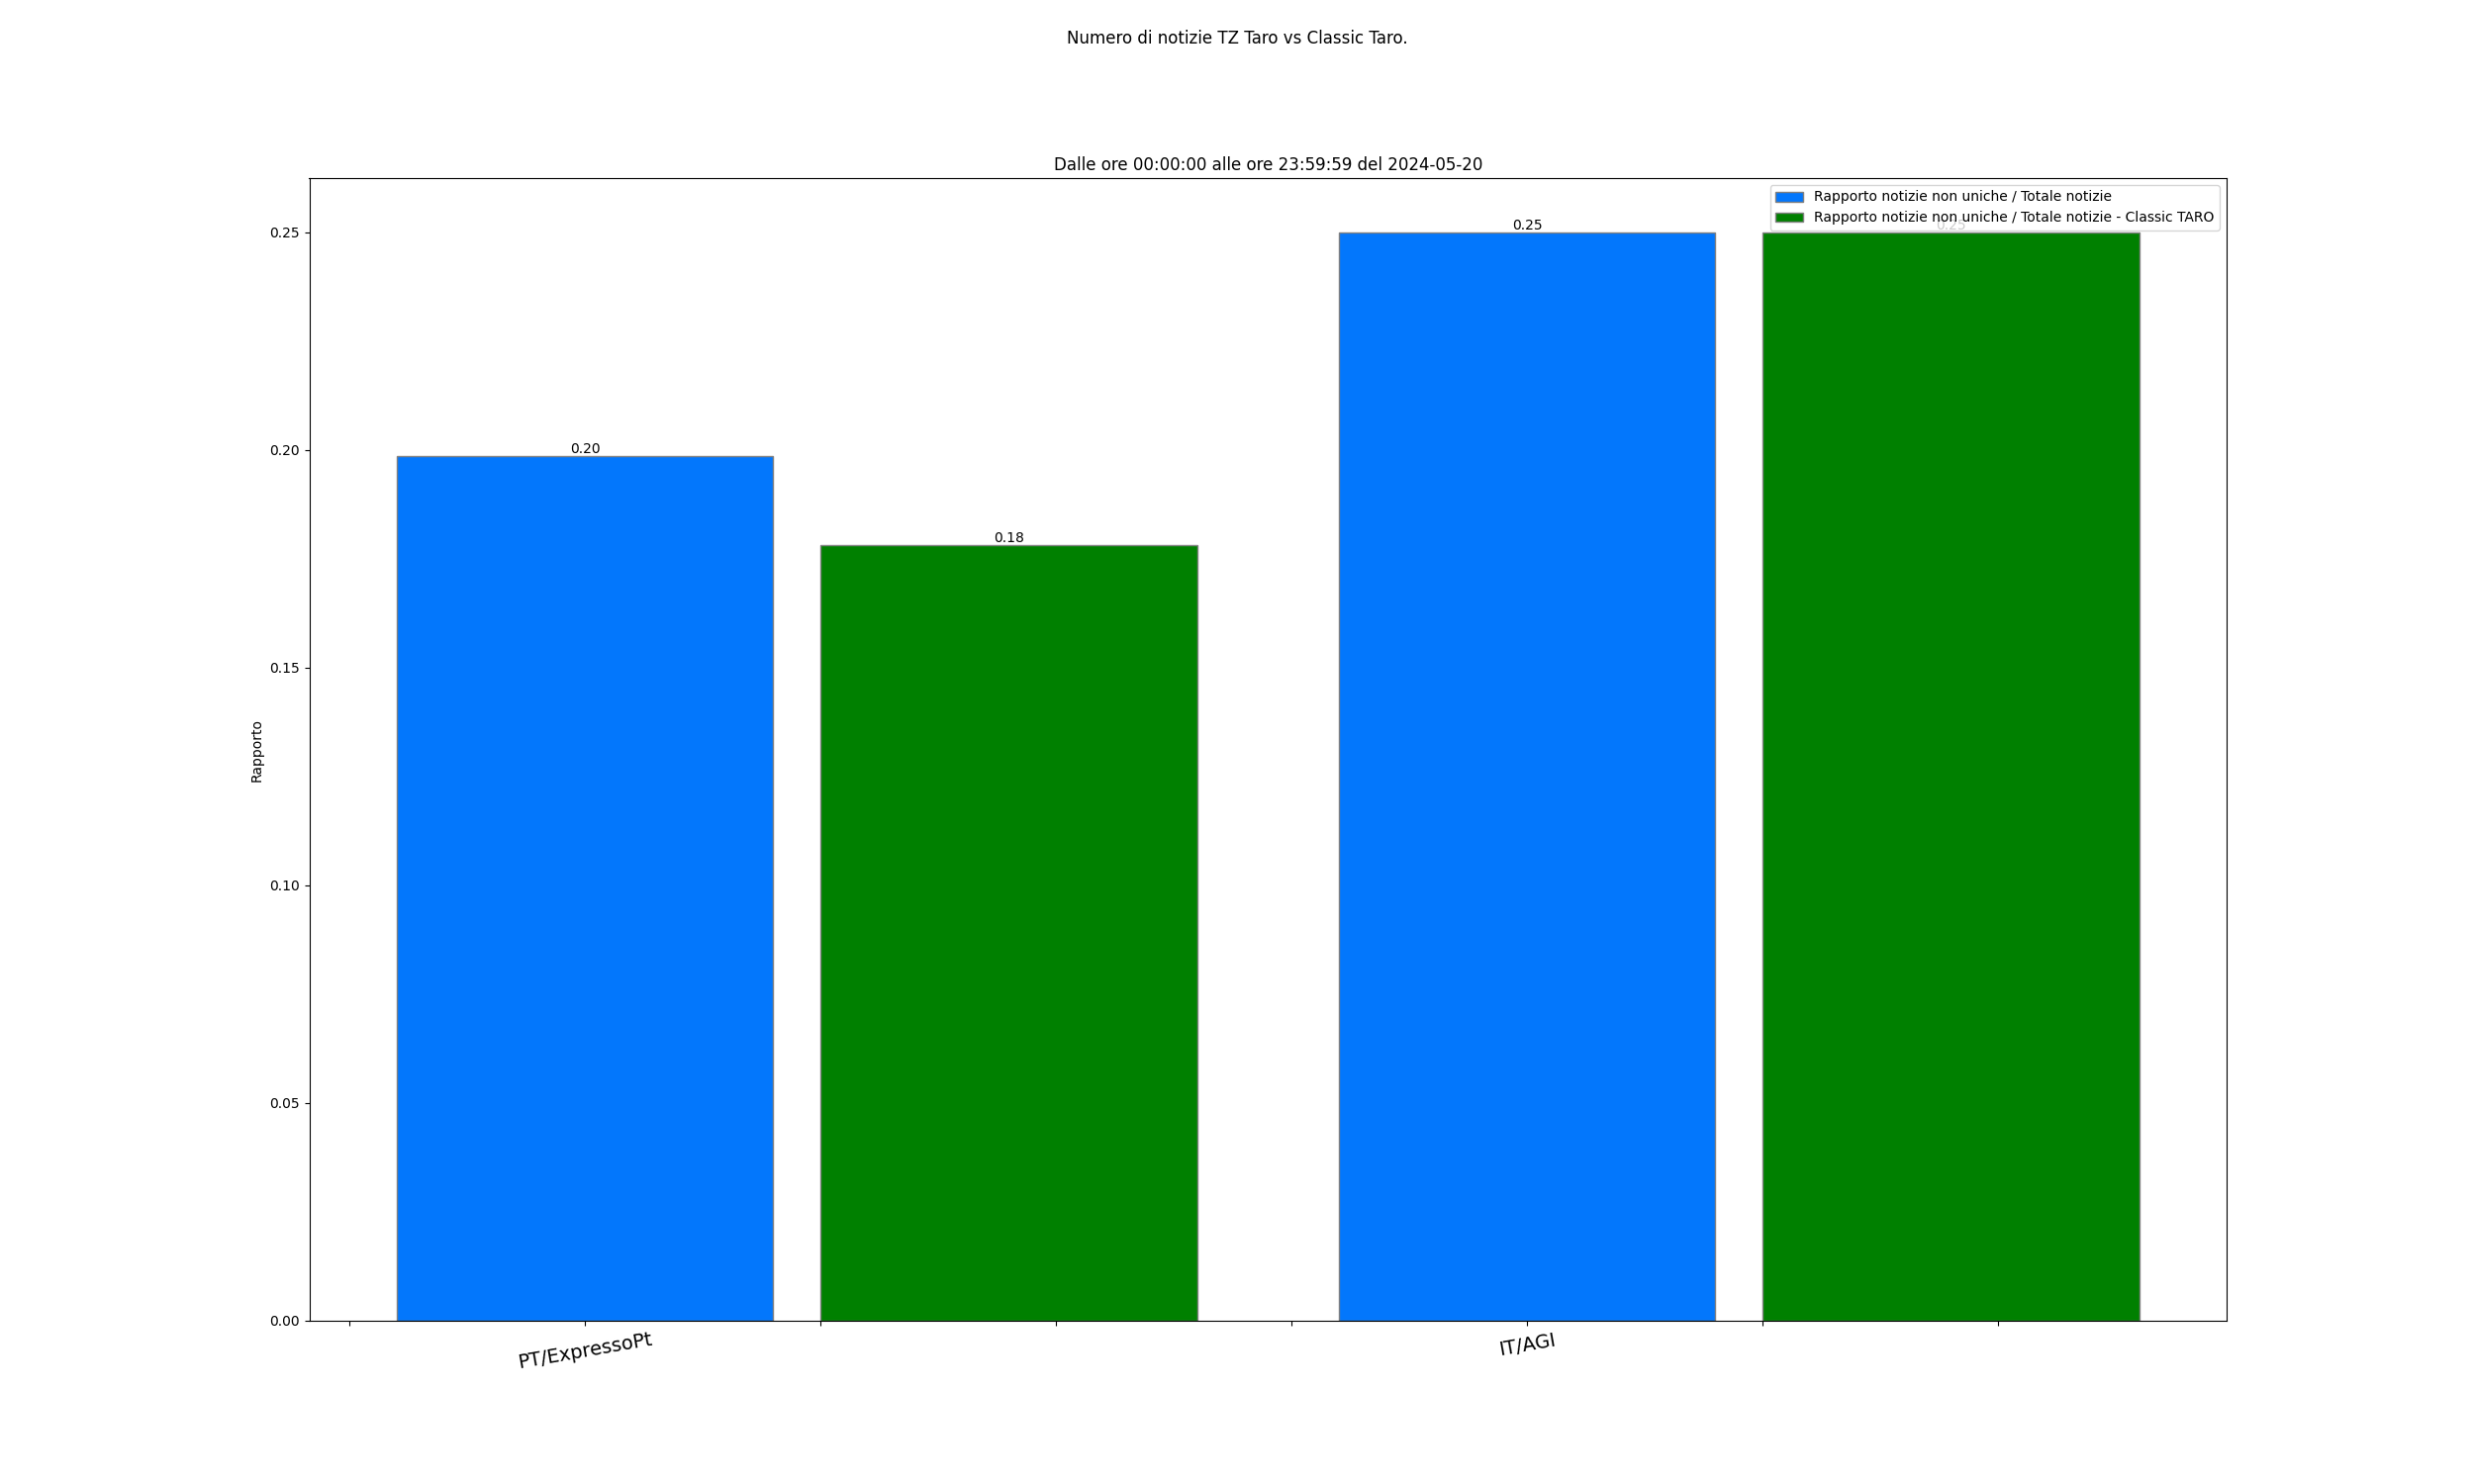 Numero di notizie TZ Taro vs Classic Taro.
Dalle ore 00:00:00 alle ore 23:59:59 del 2024-05-20
Rapporto notizie non uniche / Totale notizie
Rapporto notizie non uniche / Totale notizie - Classic TARO
0.25
0.25
0.25
0.20
0.20
0.18
0.15
Rapporto
0.10
0.05
0.00
PT/ExpressoPt
IT/AGI